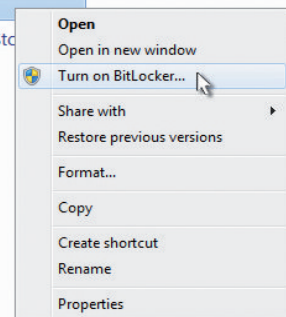 Open
Open in new window
Turn on BitLocker...
Share with
Restore previous versions
Format...
Copy
Create shortcut
Rename
Properties